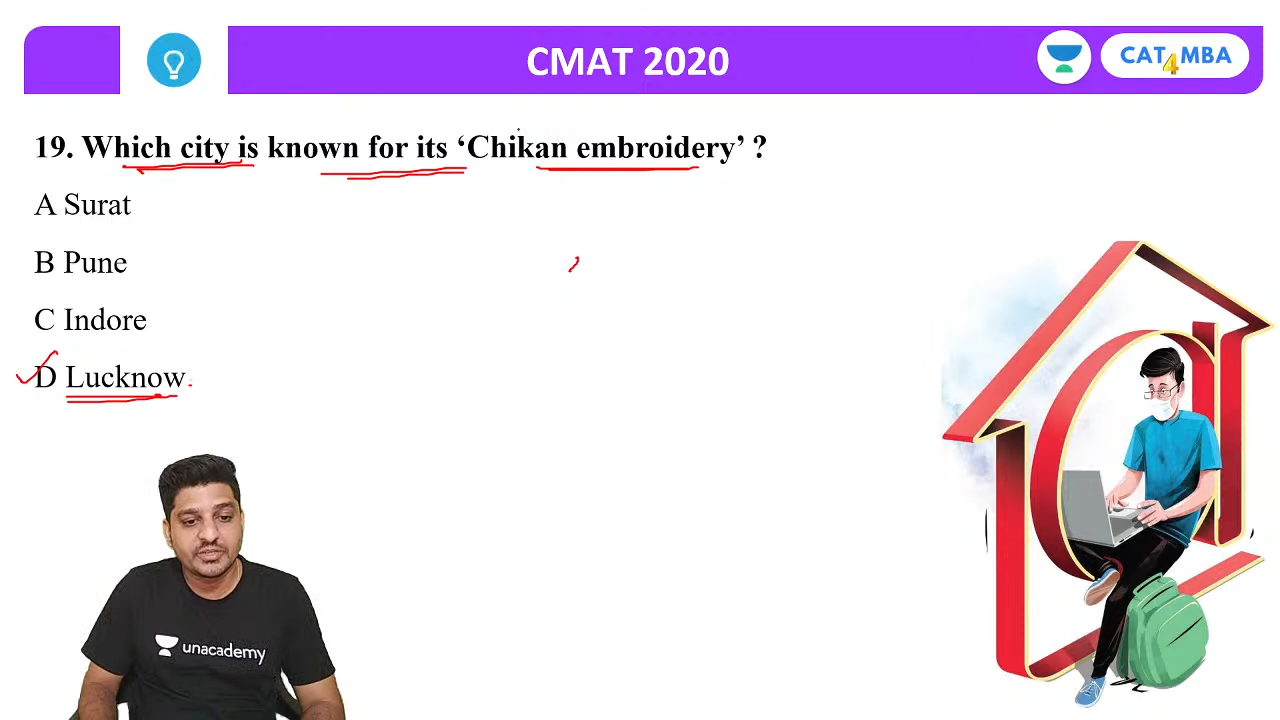 CMAT 2020
CAT4MBA
19. Which city is known for its ‘Chikan embroidery’ ?
A Surat
B Pune
C Indore
D Lucknow
unacademy